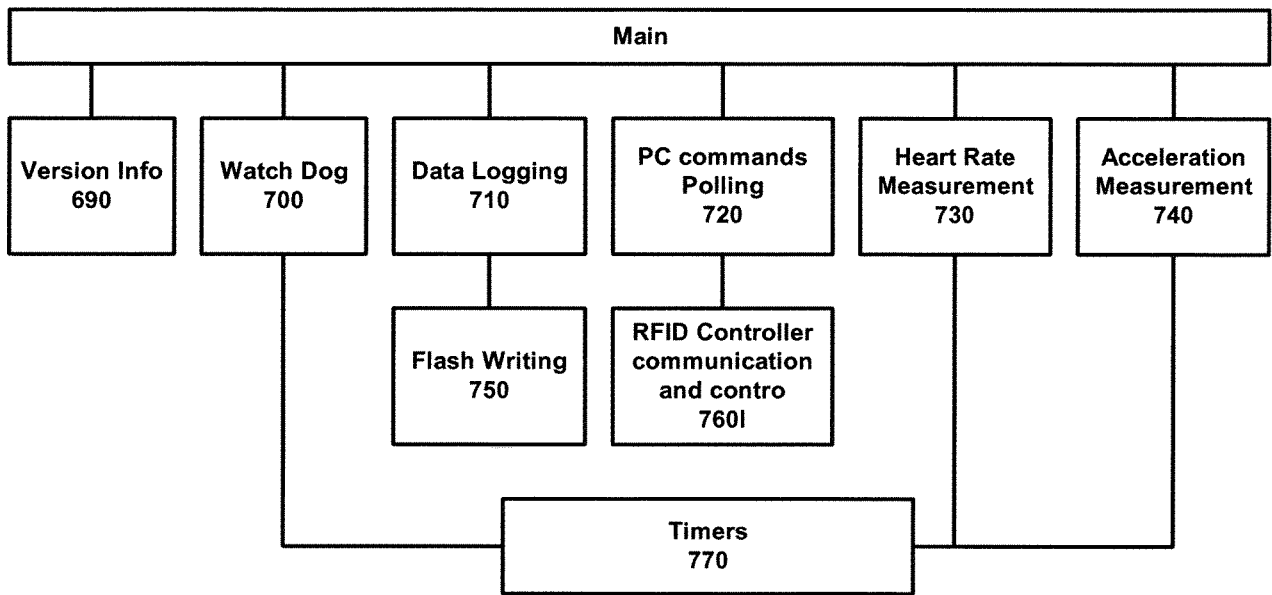 Main
Version Info
690
Watch Dog
700
Data Logging
710
PC commands
Polling
720
Heart Rate
Measurement
730
Acceleration
Measurement
740
Flash Writing
750
RFID Controller
communication
and contro
760l
Timers
770